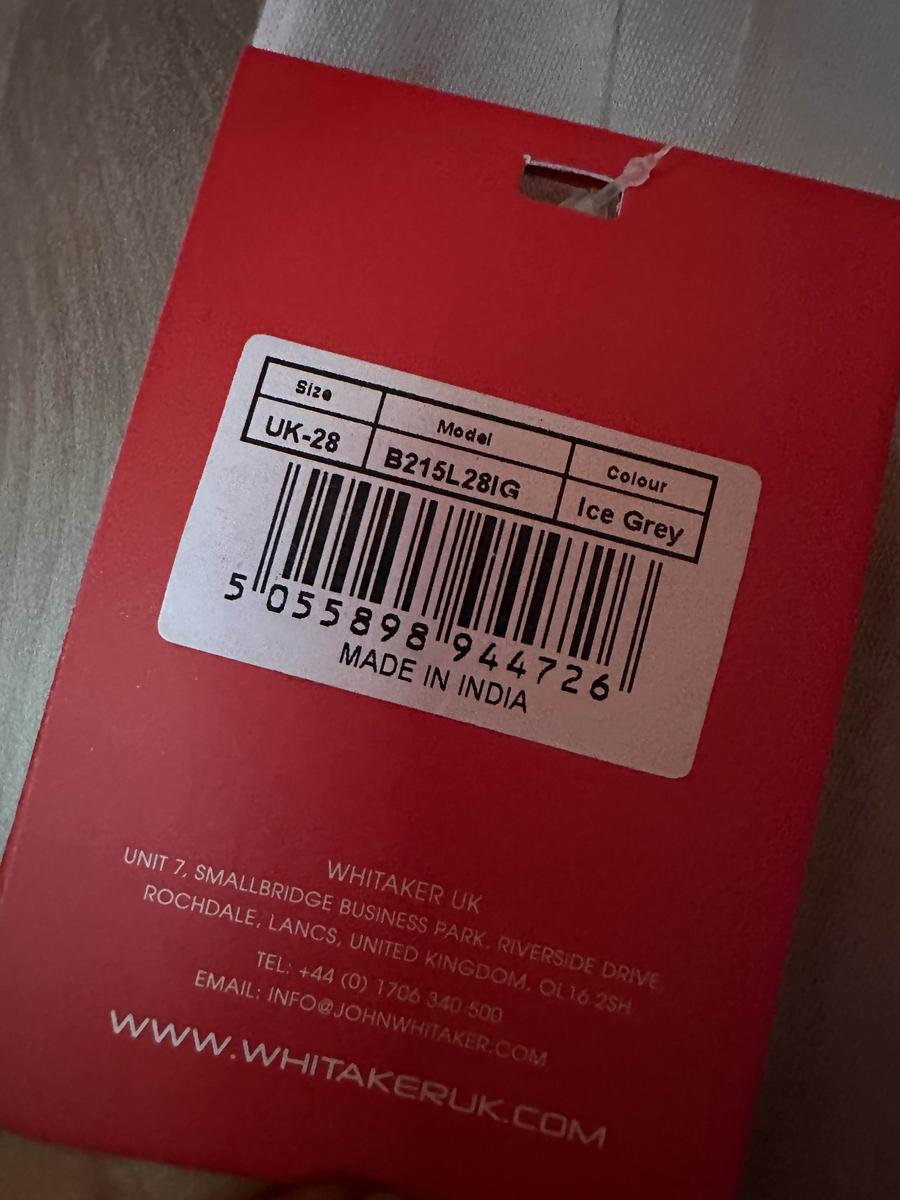 Size Model Colour
UK-28 B215L28IG Ice Grey
5 055898 944726
MADE IN INDIA
WHITAKER UK
UNIT 7, SMALLBRIDGE BUSINESS PARK, RIVERSIDE DRIVE,
ROCHDALE, LANCS, UNITED KINGDOM, OL16 2SH
TEL: +44 (0) 1706 340 500
EMAIL: INFO@JOHNWHITAKER.COM
WWW.WHITAKERUK.COM